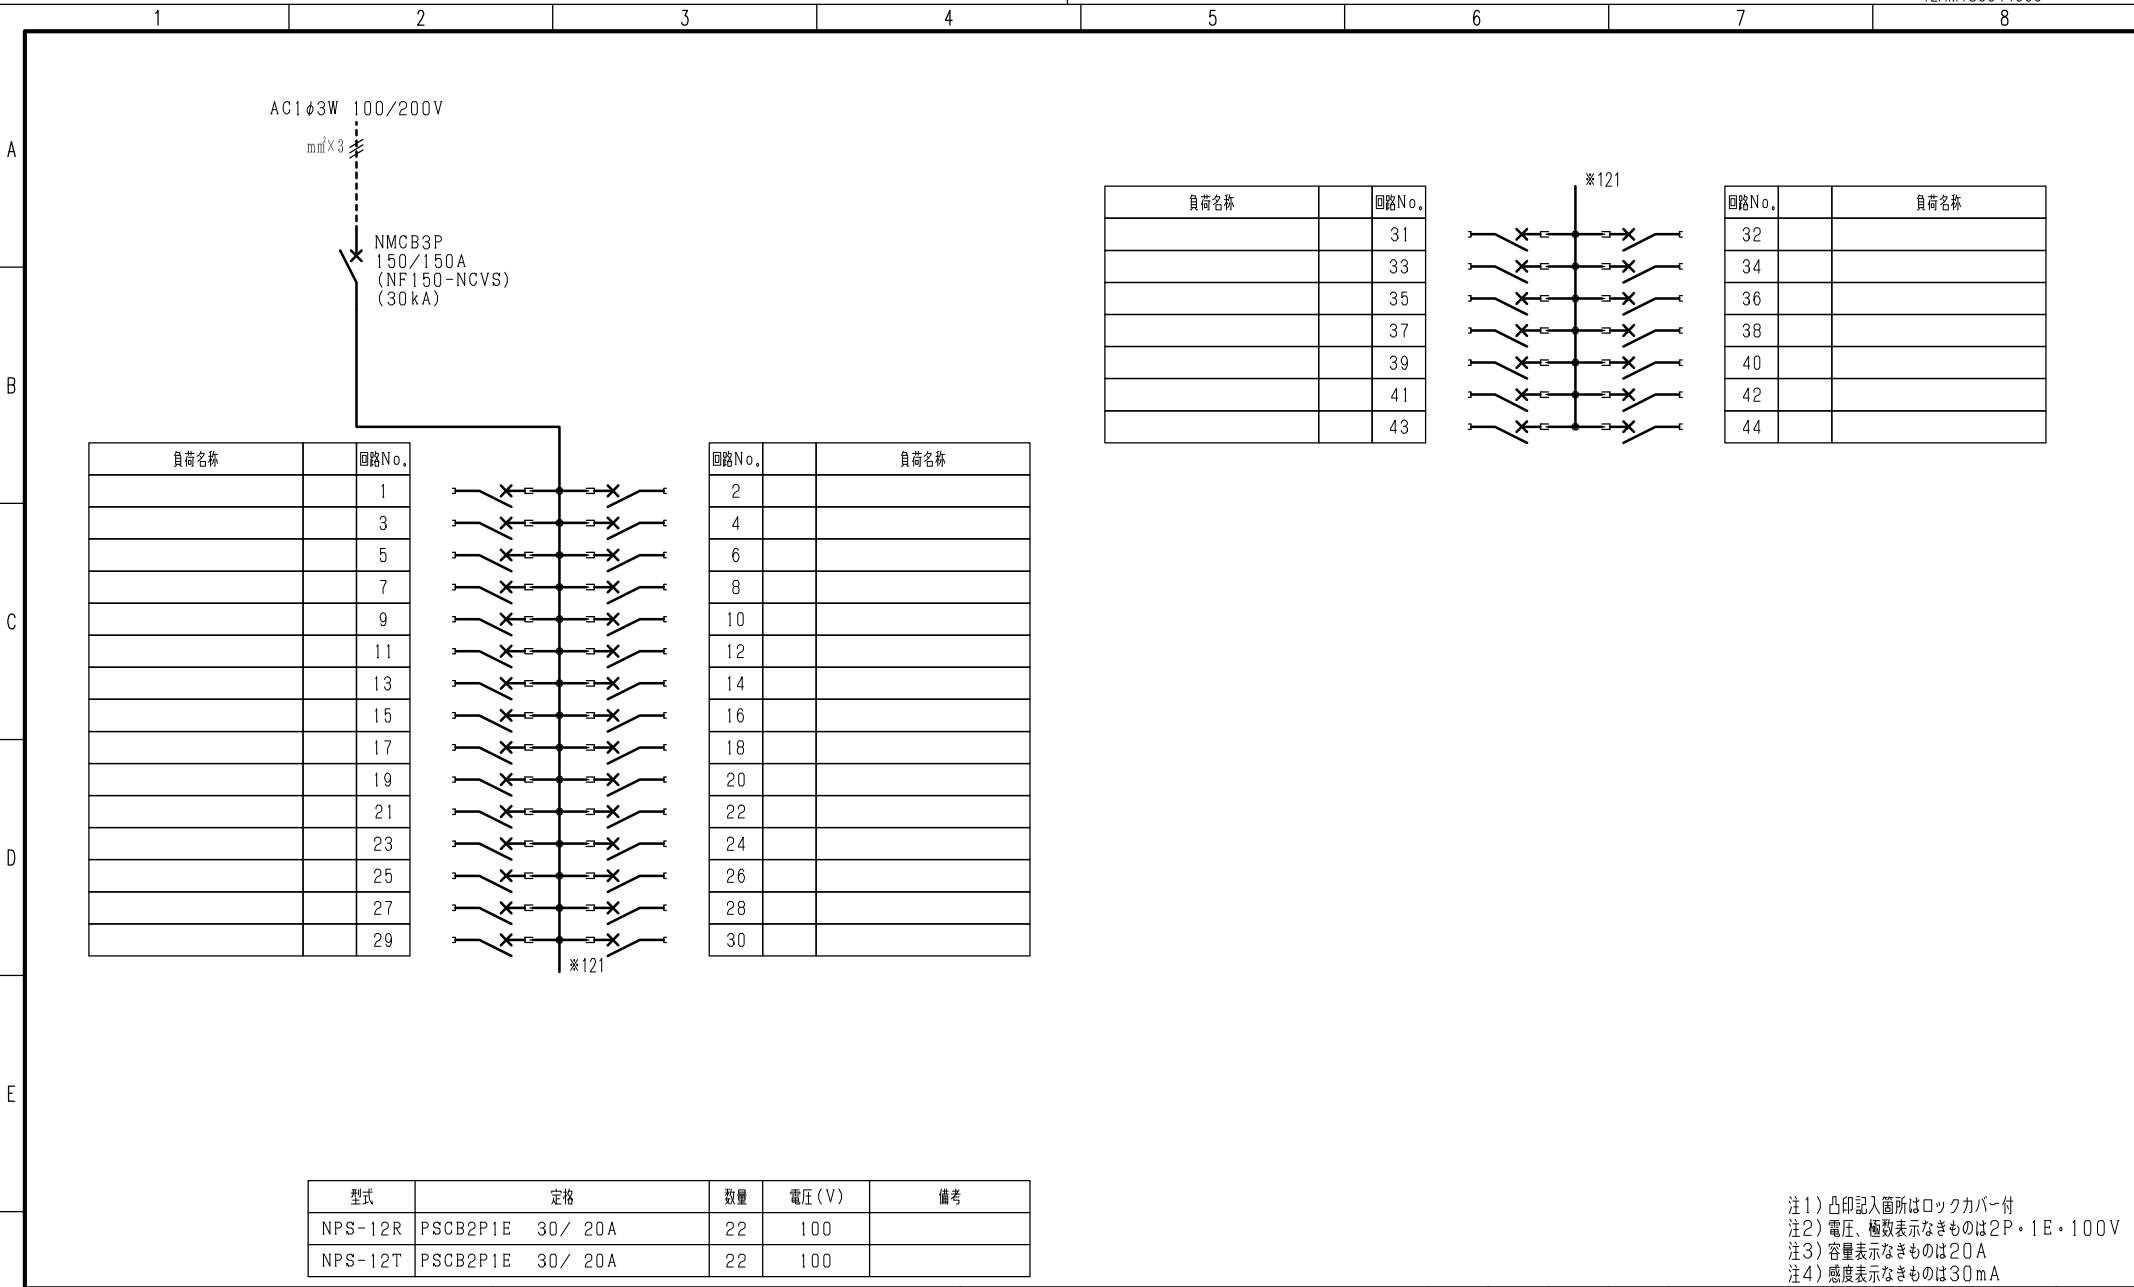 1 2 3 4 5 6 7 8
A
B
C
D
E
AC1φ3W 100/200V
mm²×3
NMCB3P
150/150A
(NF150-NCVS)
(30kA)
負荷名称 回路No.
1
3
5
7
9
11
13
15
17
19
21
23
25
27
29
回路No. 負荷名称
2
4
6
8
10
12
14
16
18
20
22
24
26
28
30
※121
※121
負荷名称 回路No.
31
33
35
37
39
41
43
回路No. 負荷名称
32
34
36
38
40
42
44
型式 定格 数量 電圧(V) 備考
NPS-12R PSCB2P1E 30/ 20A 22 100
NPS-12T PSCB2P1E 30/ 20A 22 100
注1)凸印記入箇所はロックカバー付
注2)電圧、極数表示なきものは2P・1E・100V
注3)容量表示なきものは20A
注4)感度表示なきものは30mA